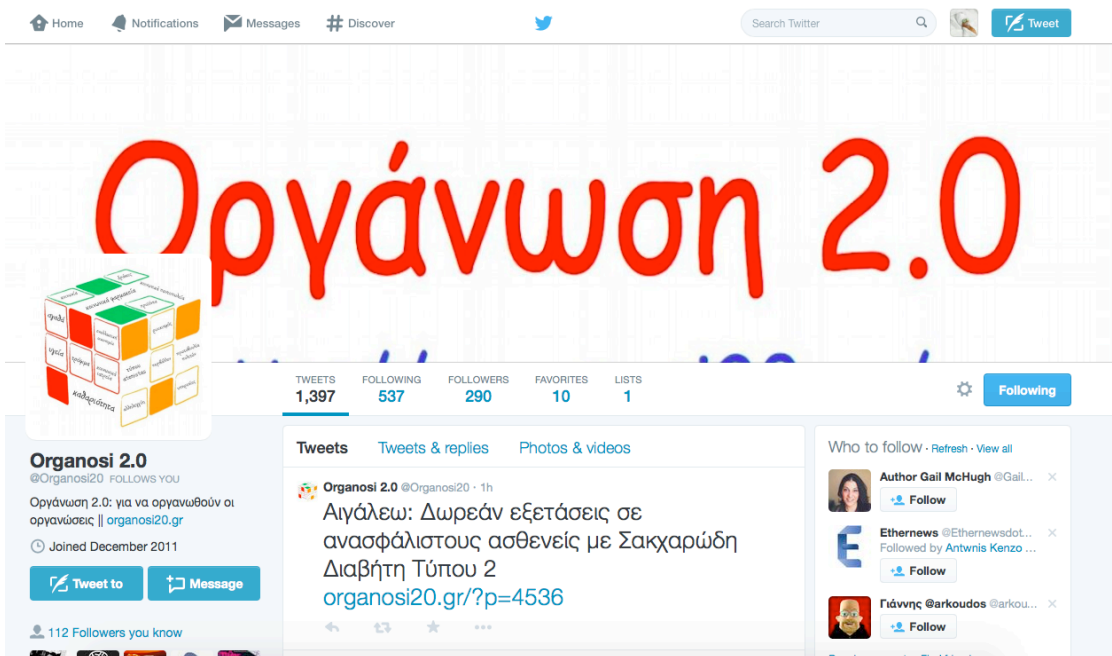 Home
Notifications
Messages
Discover
Search Twitter
Tweet
Οργάνωση 2.0
καθαριότητα
TWEETS
FOLLOWING
FOLLOWERS
FAVORITES
LISTS
1,397
537
290
10
1
Following
Organosi 2.0
@Organosi20 FOLLOWS YOU
Οργάνωση 2.0: για να οργανωθούν οι
οργανώσεις || organosi20.gr
Joined December 2011
Tweet to
Message
112 Followers you know
Tweets
Tweets & replies
Photos & videos
Organosi 2.0 @Organosi20 · 1h
Αιγάλεω: Δωρεάν εξετάσεις σε
ανασφάλιστους ασθενείς με Σακχαρώδη
Διαβήτη Τύπου 2
organosi20.gr/?p=4536
Who to follow · Refresh · View all
Author Gail McHugh @Gail...
Follow
Ethernews @Ethernewsdot...
Followed by Antwnis Kenzo ...
Follow
Γιάννης @arkoudos @arkou...
Follow